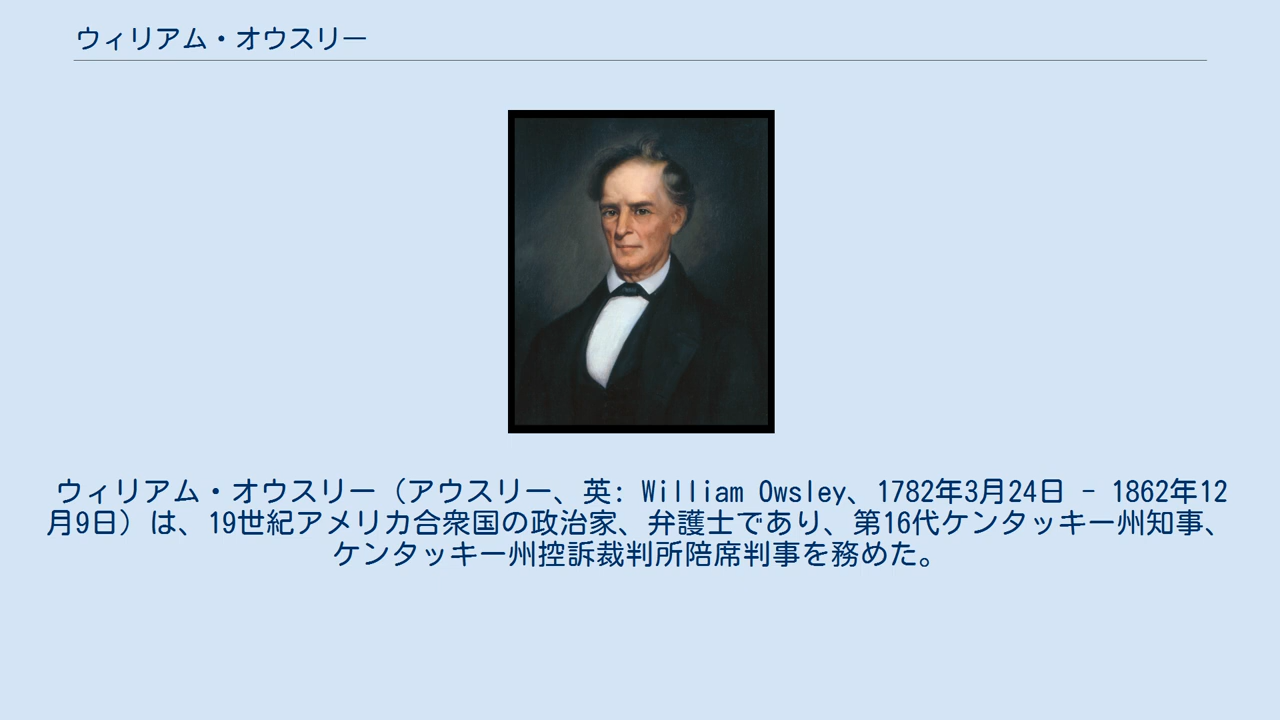 ウィリアム・オウスリー
ウィリアム・オウスリー（アウスリー、英: William Owsley、1782年3月24日 - 1862年12
月9日）は、19世紀アメリカ合衆国の政治家、弁護士であり、第16代ケンタッキー州知事、
ケンタッキー州控訴裁判所陪席判事を務めた。